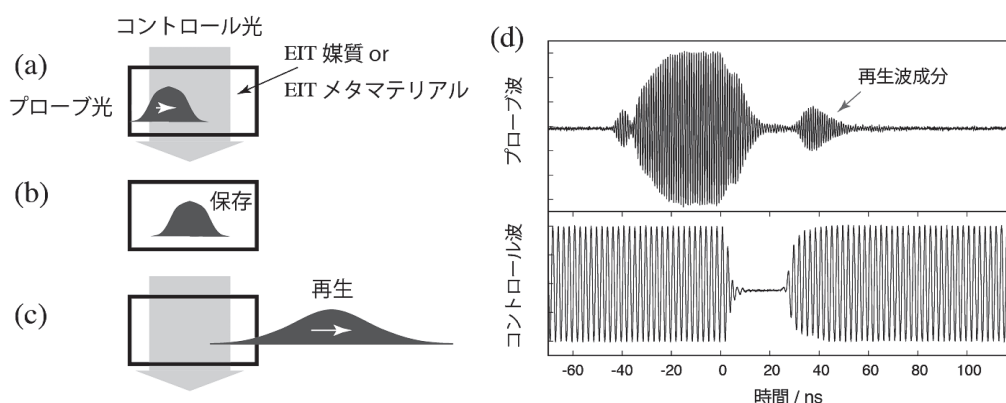 コントロール光
(a)
プローブ光
EIT 媒質 or
EIT メタマテリアル
(b)
保存
(c)
再生
(d)
プローブ波
再生波成分
コントロール波
-60 -40 -20 0 20 40 60 80 100
時間 / ns